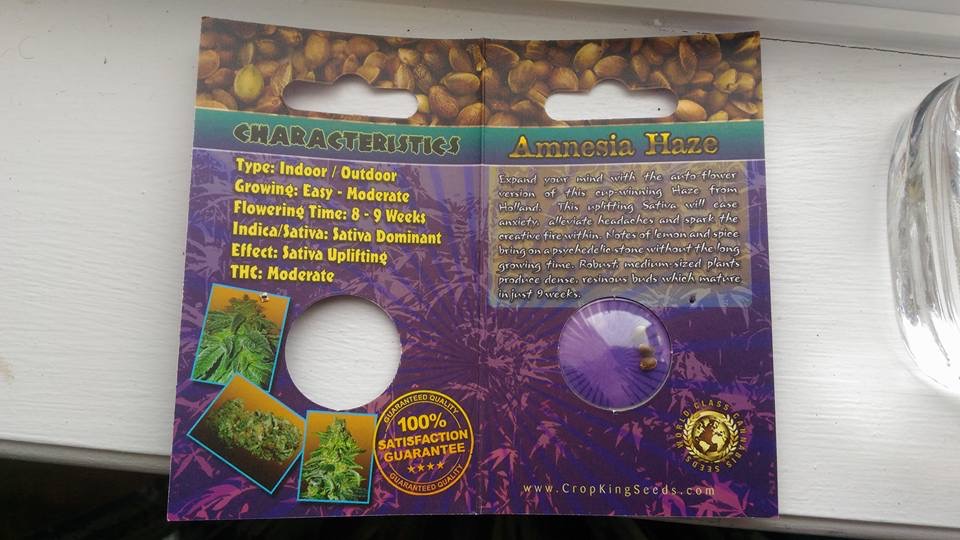 CHARACTERISTICS
Type: Indoor / Outdoor
Growing: Easy - Moderate
Flowering Time: 8 - 9 Weeks
Indica/Sativa: Sativa Dominant
Effect: Sativa Uplifting
THC: Moderate
GUARANTEED QUALITY
100%
SATISFACTION
GUARANTEE
GUARANTEED QUALITY
Amnesia Haze
Expand your mind with the auto flower
version of this cup-winning Haze from
Holland. This uplifting Sativa will ease
anxiety, alleviate headaches and spark the
creative fire within. Notes of lemon and spice
bring on a psychedelic stone without the long
growing time. Robust, medium-sized plants
produce dense, resinous buds which mature
in just 9 weeks.
WORLD CLASS CANNABIS SEEDS
www.CropKingSeeds.com